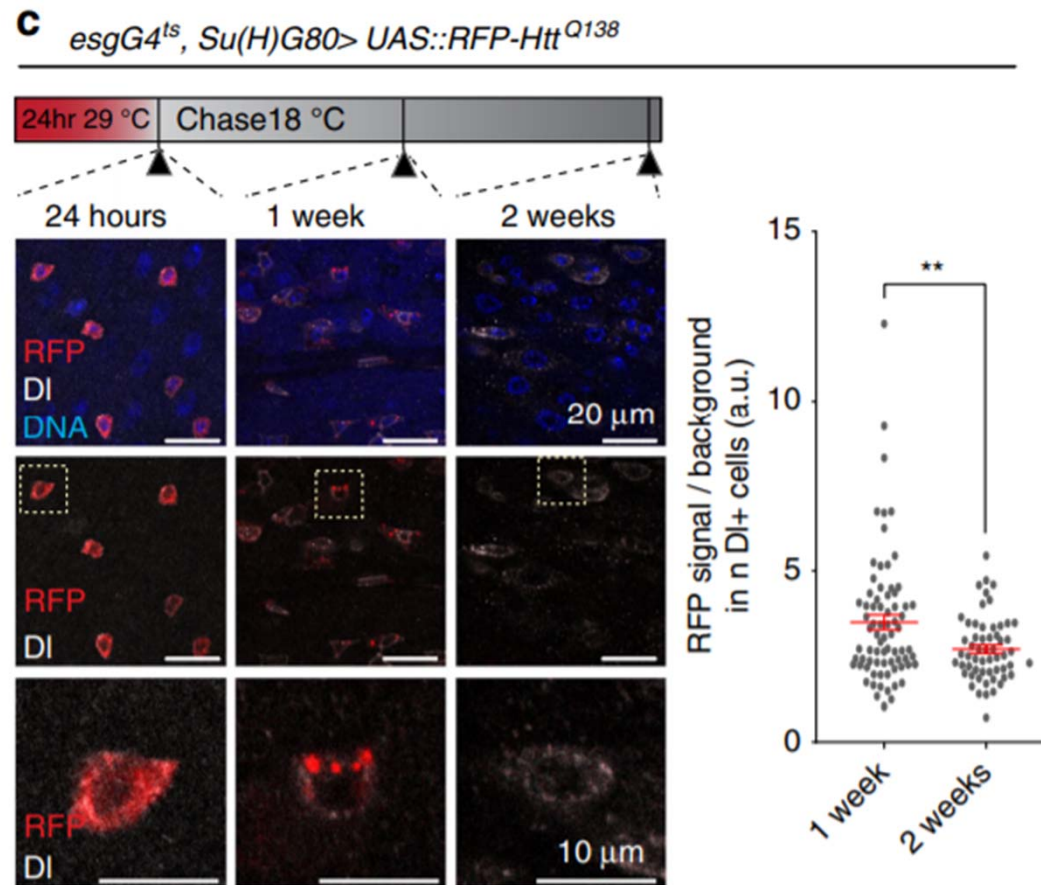 c esgG4ts, Su(H)G80> UAS::RFP-HttQ138
24hr 29 °C Chase18 °C
24 hours 1 week 2 weeks
RFP
Dl
DNA
20 µm
RFP
Dl
RFP
Dl
10 µm
RFP signal / background
in n Dl+ cells (a.u.)
15
**
10
5
0
1 week
2 weeks